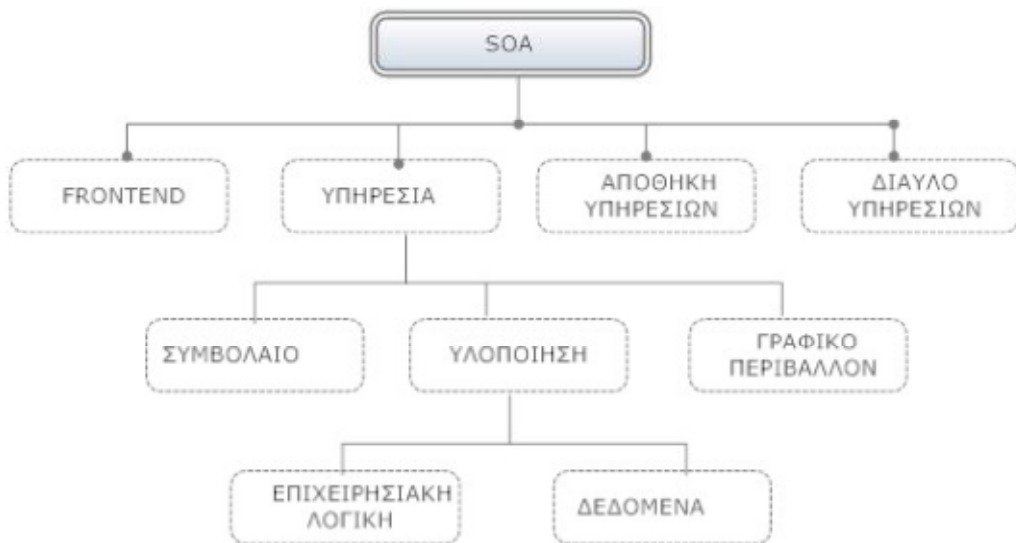 SOA
FRONTEND
ΥΠΗΡΕΣΙΑ
ΑΠΟΘΗΚΗ
ΥΠΗΡΕΣΙΩΝ
ΔΙΑΥΛΟ
ΥΠΗΡΕΣΙΩΝ
ΣΥΜΒΟΛΑΙΟ
ΥΛΟΠΟΙΗΣΗ
ΓΡΑΦΙΚΟ
ΠΕΡΙΒΑΛΛΟΝ
ΕΠΙΧΕΙΡΗΣΙΑΚΗ
ΛΟΓΙΚΗ
ΔΕΔΟΜΕΝΑ